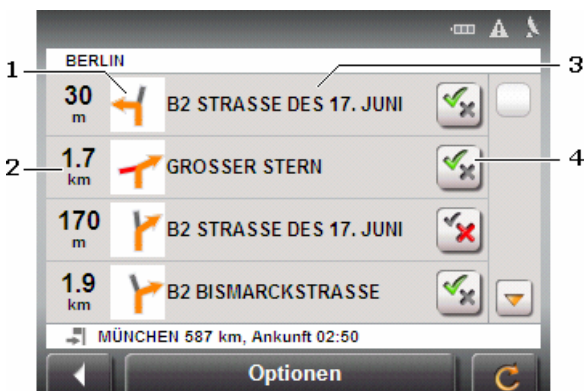 BERLIN
1
3
30 m B2 STRASSE DES 17. JUNI
2
4
1.7 km GROSSER STERN
170 m B2 STRASSE DES 17. JUNI
1.9 km B2 BISMARCKSTRASSE
MÜNCHEN 587 km, Ankunft 02:50
Optionen